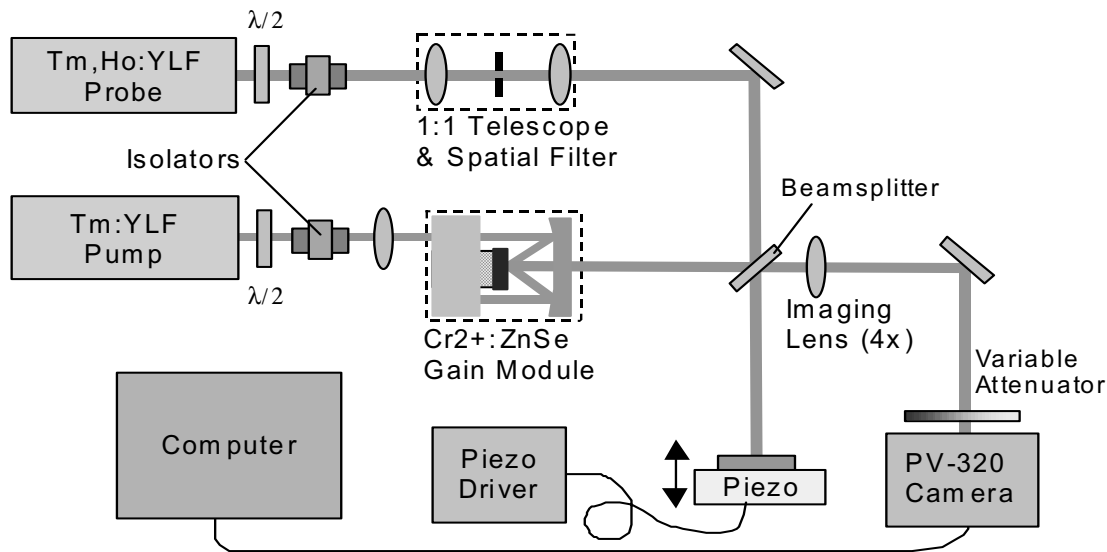 λ/2
Tm,Ho:YLF
Probe
1:1 Telescope
& Spatial Filter
Isolators
Beamsplitter
Tm:YLF
Pump
λ/2
Imaging
Lens (4x)
Cr2+:ZnSe
Gain Module
Variable
Attenuator
Computer
Piezo
Driver
Piezo
PV-320
Camera